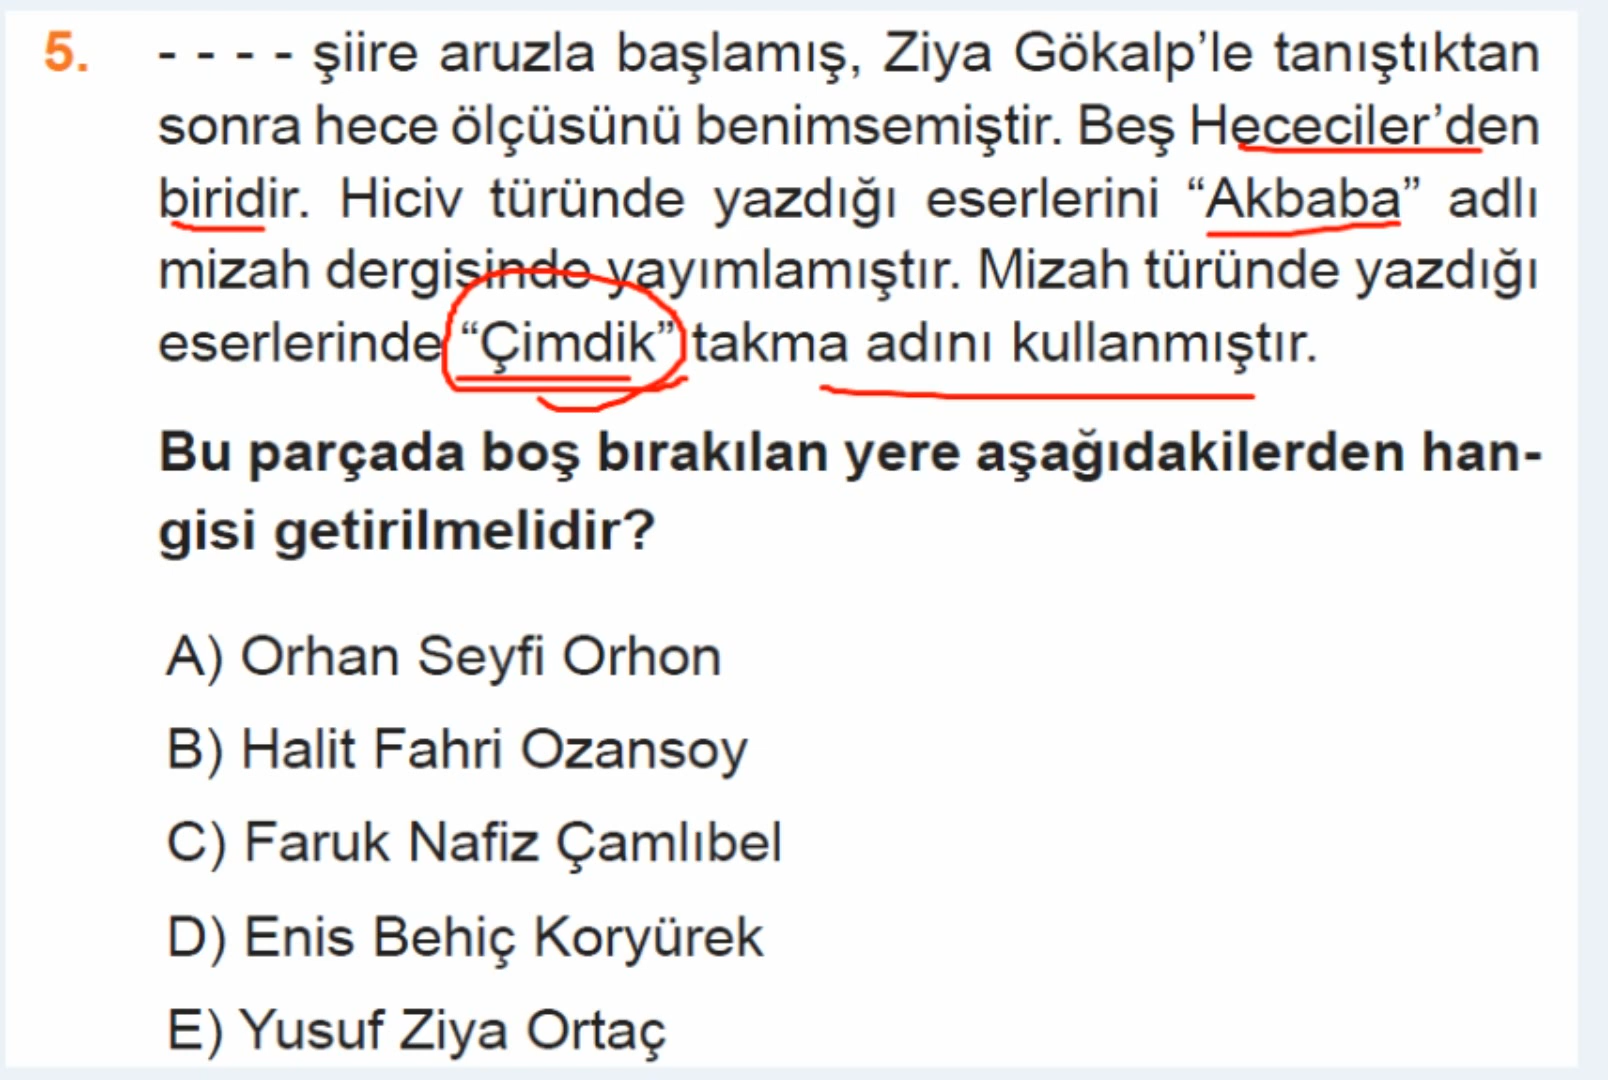 5. - - - - şiire aruzla başlamış, Ziya Gökalp’le tanıştıktan
sonra hece ölçüsünü benimsemiştir. Beş Hececiler’den
biridir. Hiciv türünde yazdığı eserlerini “Akbaba” adlı
mizah dergisinde yayımlamıştır. Mizah türünde yazdığı
eserlerinde “Çimdik” takma adını kullanmıştır.
Bu parçada boş bırakılan yere aşağıdakilerden han-
gisi getirilmelidir?
A) Orhan Seyfi Orhon
B) Halit Fahri Ozansoy
C) Faruk Nafiz Çamlıbel
D) Enis Behiç Koryürek
E) Yusuf Ziya Ortaç